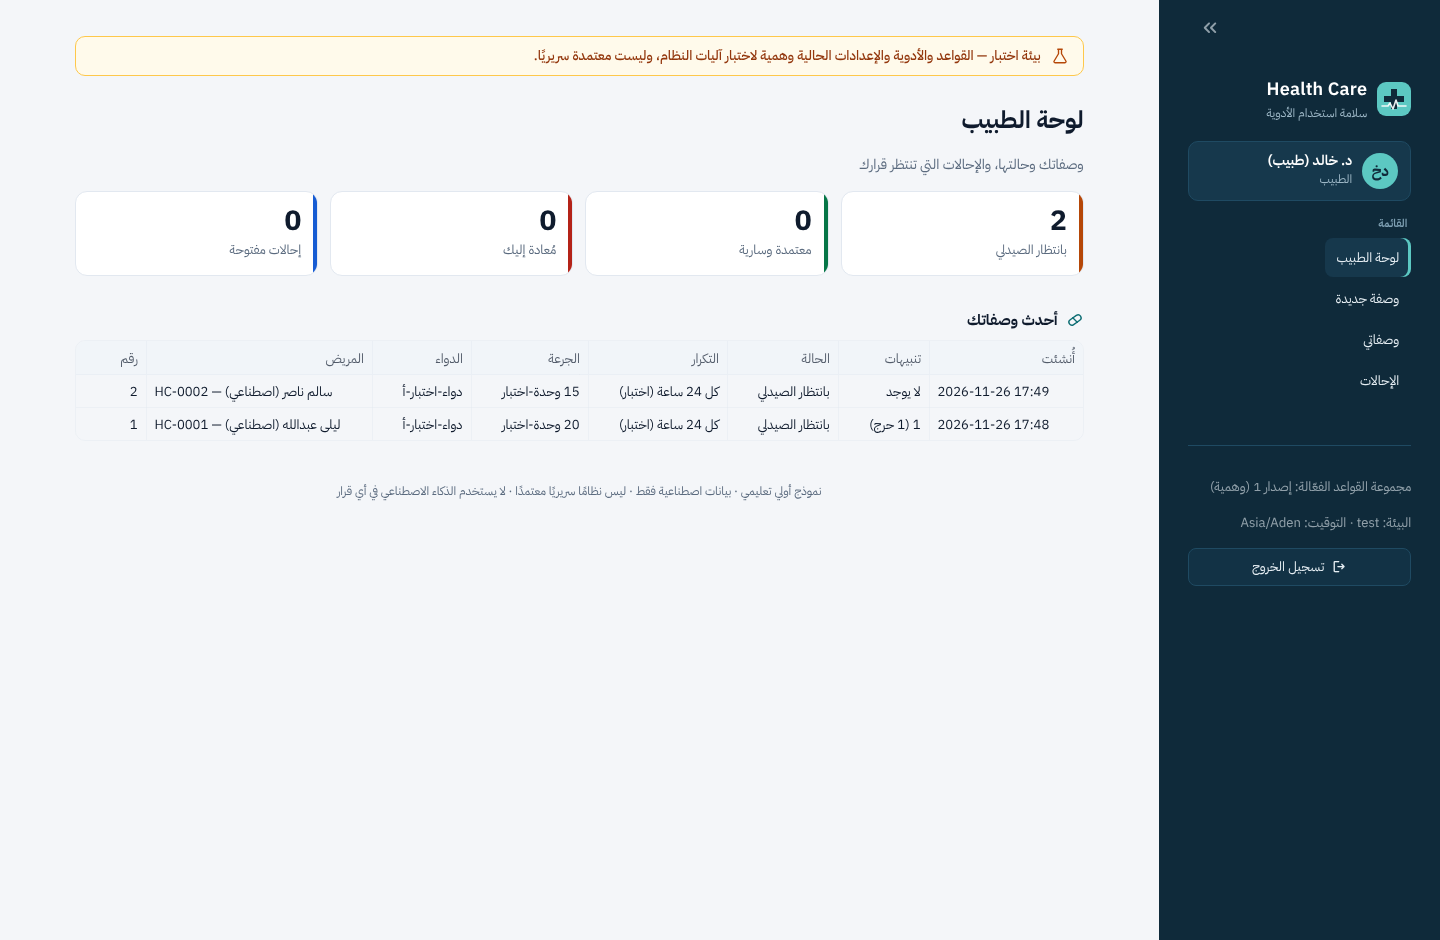 Health Care
سلامة استخدام الأدوية
دخ
د. خالد (طبيب)
الطبيب
القائمة
لوحة الطبيب
وصفة جديدة
وصفاتي
الإحالات
مجموعة القواعد الفعّالة: إصدار 1 (وهمية)
البيئة: test · التوقيت: Asia/Aden
تسجيل الخروج
بيئة اختبار — القواعد والأدوية والإعدادات الحالية وهمية لاختبار آليات النظام، وليست معتمدة سريريًا.
لوحة الطبيب
وصفاتك وحالتها، والإحالات التي تنتظر قرارك
2 0 0 0
بانتظار الصيدلي معتمدة وسارية مُعادة إليك إحالات مفتوحة
أحدث وصفاتك
أُنشئت تنبيهات الحالة التكرار الجرعة الدواء المريض رقم
2026-11-26 17:49 لا يوجد بانتظار الصيدلي كل 24 ساعة (اختبار) 15 وحدة-اختبار دواء-اختبار-أ سالم ناصر (اصطناعي) — HC-0002 2
2026-11-26 17:48 1 (1 حرج) بانتظار الصيدلي كل 24 ساعة (اختبار) 20 وحدة-اختبار دواء-اختبار-أ ليلى عبدالله (اصطناعي) — HC-0001 1
نموذج أولي تعليمي · بيانات اصطناعية فقط · ليس نظامًا سريريًا معتمدًا · لا يستخدم الذكاء الاصطناعي في أي قرار